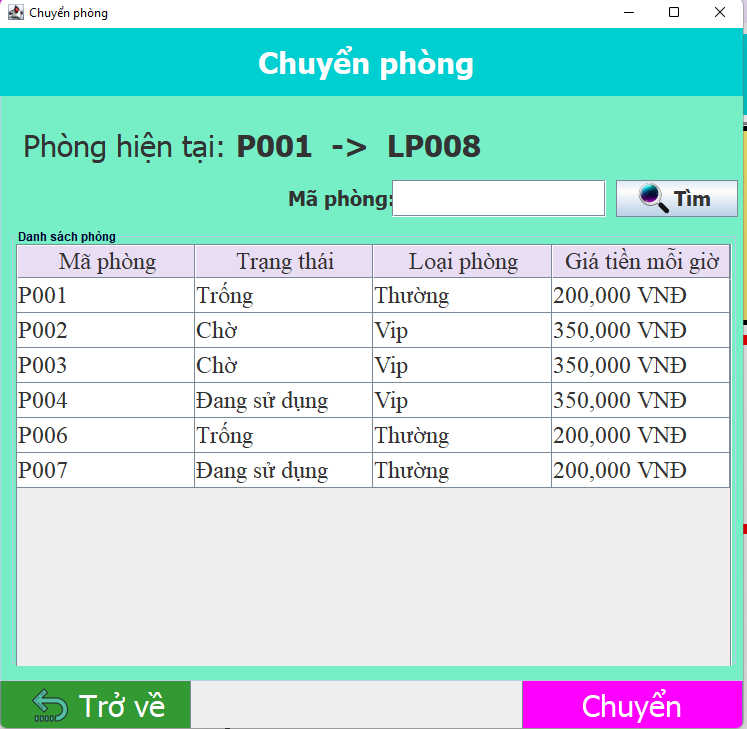 Chuyển phòng
Chuyển phòng
Phòng hiện tại: P001 -> LP008
Mã phòng: Tìm
Danh sách phòng
Mã phòng Trạng thái Loại phòng Giá tiền mỗi giờ
P001 Trống Thường 200,000 VNĐ
P002 Chờ Vip 350,000 VNĐ
P003 Chờ Vip 350,000 VNĐ
P004 Đang sử dụng Vip 350,000 VNĐ
P006 Trống Thường 200,000 VNĐ
P007 Đang sử dụng Thường 200,000 VNĐ
Trở về Chuyển